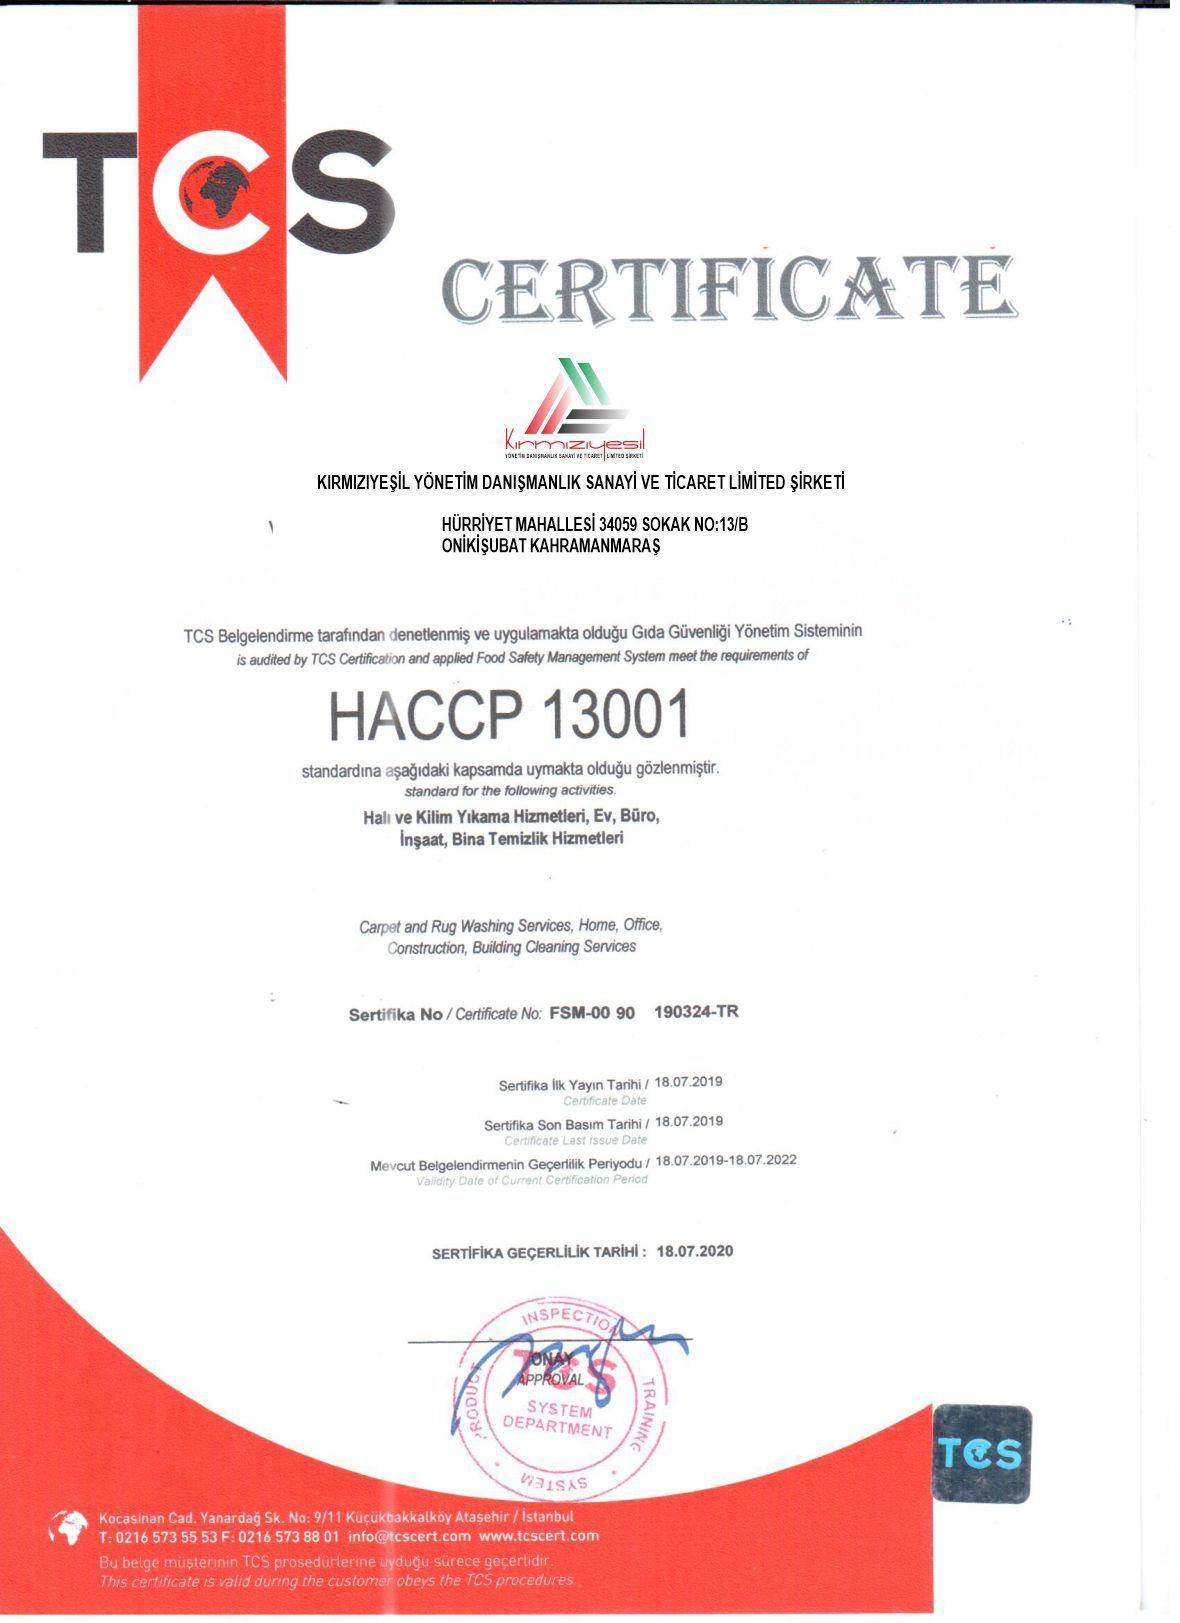 TCS
CERTIFICATE
Kırmızıyeşil
YÖNETİM DANIŞMANLIK SANAYİ VE TİCARET LİMİTED ŞİRKETİ
KIRMIZIYEŞİL YÖNETİM DANIŞMANLIK SANAYİ VE TİCARET LİMİTED ŞİRKETİ
HÜRRİYET MAHALLESİ 34059 SOKAK NO:13/B
ONİKİŞUBAT KAHRAMANMARAŞ
TCS Belgelendirme tarafından denetlenmiş ve uygulamakta olduğu Gıda Güvenliği Yönetim Sisteminin
is audited by TCS Certification and applied Food Safety Management System meet the requirements of
HACCP 13001
standardına aşağıdaki kapsamda uymakta olduğu gözlenmiştir.
standard for the following activities.
Halı ve Kilim Yıkama Hizmetleri, Ev, Büro,
İnşaat, Bina Temizlik Hizmetleri
Carpet and Rug Washing Services, Home, Office,
Construction, Building Cleaning Services
Sertifika No / Certificate No: FSM-00 90 190324-TR
Sertifika İlk Yayın Tarihi / 18.07.2019
Certificate Date
Sertifika Son Basım Tarihi / 18.07.2019
Certificate Last Issue Date
Mevcut Belgelendirmenin Geçerlilik Periyodu / 18.07.2019-18.07.2022
Validity Date of Current Certification Period
SERTİFİKA GEÇERLİLİK TARİHİ : 18.07.2020
INSPECTION
TRAINING
SYSTEM
PRODUCT
TCS
ONAY
APPROVAL
SYSTEM
DEPARTMENT
TCS
Kocasinan Cad. Yanardağ Sk. No: 9/11 Küçükbakkalköy Ataşehir / İstanbul
T: 0216 573 55 53 F: 0216 573 88 01 info@tcscert.com www.tcscert.com
Bu belge müşterinin TCS prosedürlerine uyduğu sürece geçerlidir.
This certificate is valid during the customer obeys the TCS procedures.